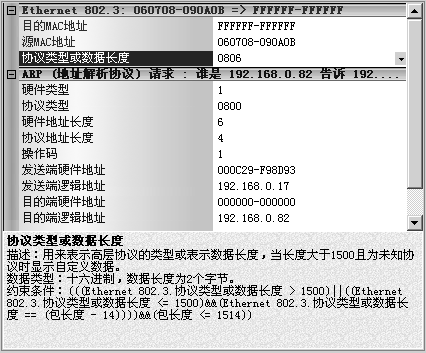 Ethernet 802.3: 060708-090A0B => FFFFFF-FFFFFF
目的MAC地址 FFFFFF-FFFFFF
源MAC地址 060708-090A0B
协议类型或数据长度 0806
ARP (地址解析协议) 请求 : 谁是 192.168.0.82 告诉 192....
硬件类型 1
协议类型 0800
硬件地址长度 6
协议地址长度 4
操作码 1
发送端硬件地址 000C29-F98D93
发送端逻辑地址 192.168.0.17
目的端硬件地址 000000-000000
目的端逻辑地址 192.168.0.82
协议类型或数据长度
描述：用来表示高层协议的类型或表示数据长度，当长度大于1500且为未知协
议时显示自定义数据。
数据类型：十六进制，数据长度为2个字节。
约束条件：(((Ethernet 802.3.协议类型或数据长度 > 1500)||((Ethernet
802.3.协议类型或数据长度 <= 1500)&&(Ethernet 802.3.协议类型或数据长
度 == (包长度 - 14))))&&(包长度 <= 1514))